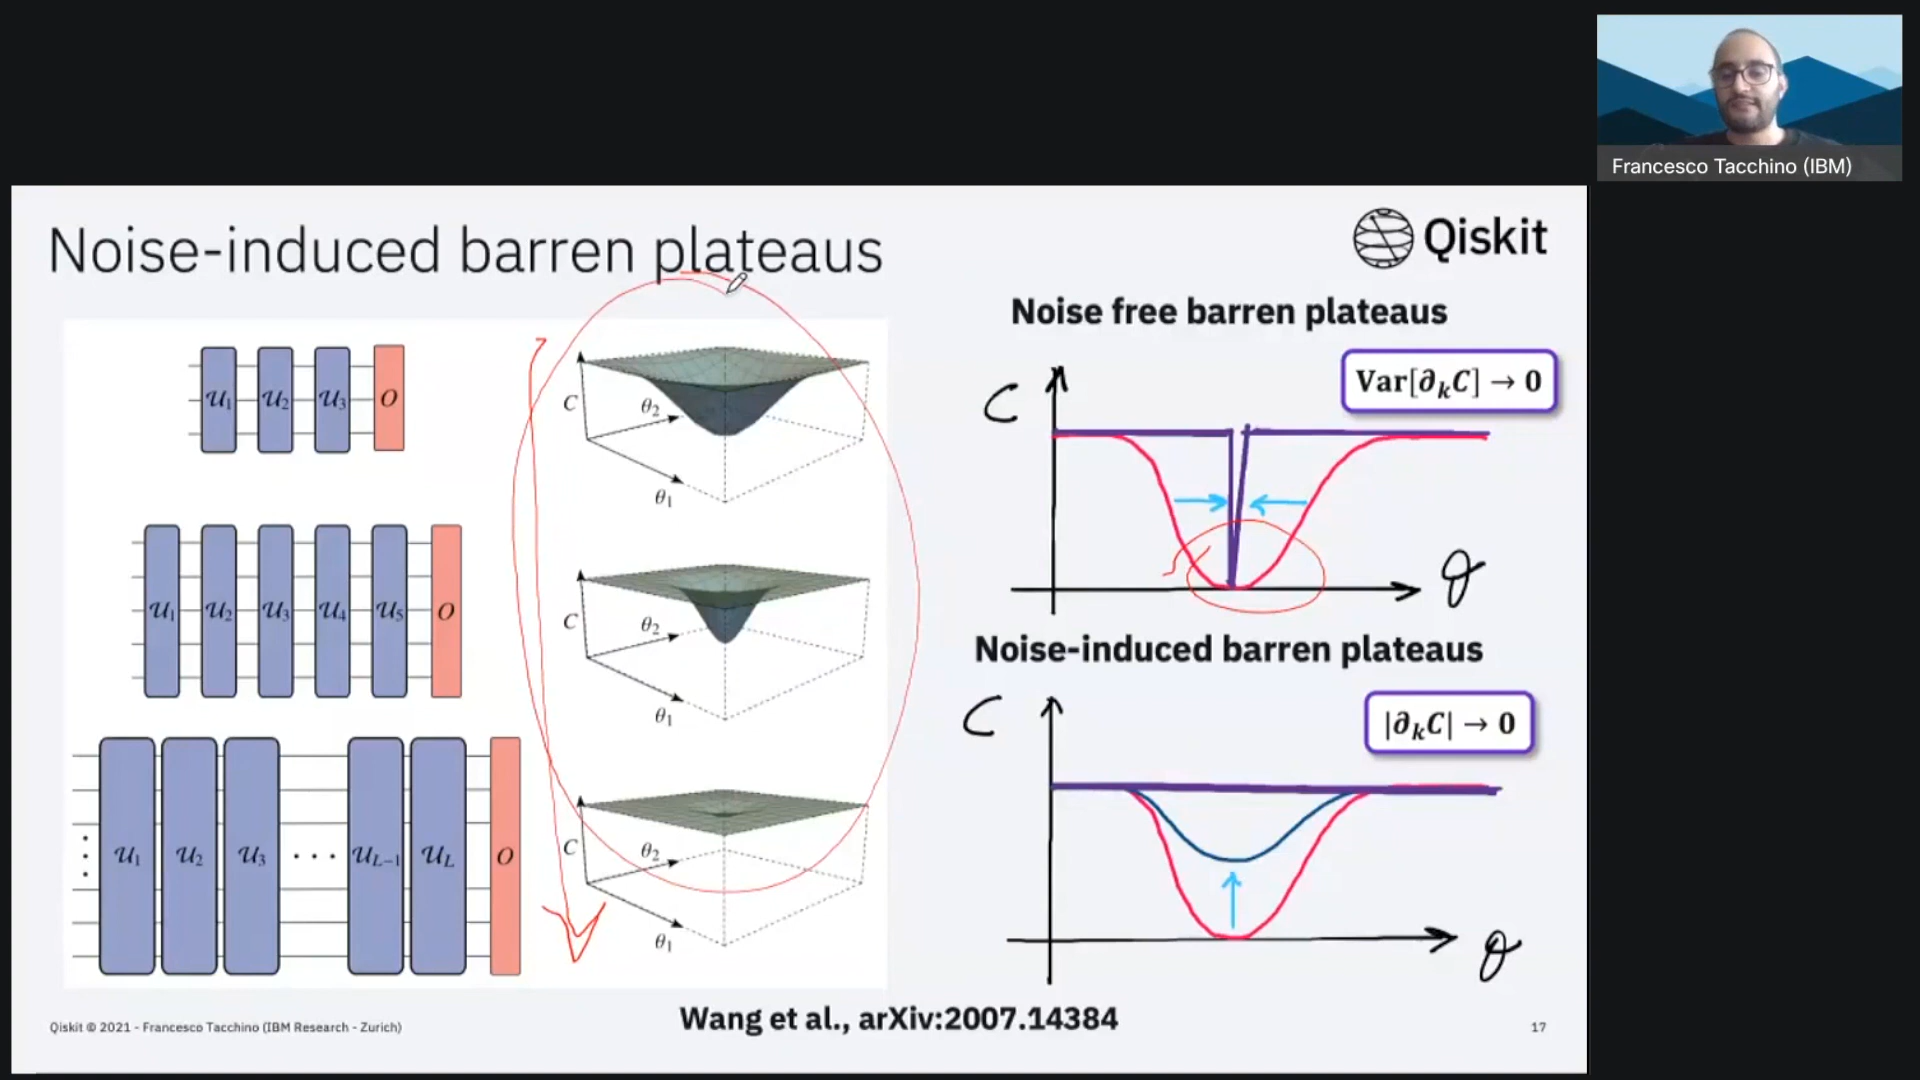 Francesco Tacchino (IBM)
Noise-induced barren plateaus
Qiskit
𝒰₁ 𝒰₂ 𝒰₃ O
C θ₂ θ₁
𝒰₁ 𝒰₂ 𝒰₃ 𝒰₄ 𝒰₅ O
C θ₂ θ₁
𝒰₁ 𝒰₂ 𝒰₃ ··· 𝒰_{L−1} 𝒰_L O
C θ₂ θ₁
Noise free barren plateaus
Var[∂ₖC] → 0
C
θ
Noise-induced barren plateaus
|∂ₖC| → 0
C
θ
Wang et al., arXiv:2007.14384
Qiskit © 2021 - Francesco Tacchino (IBM Research - Zurich)
17